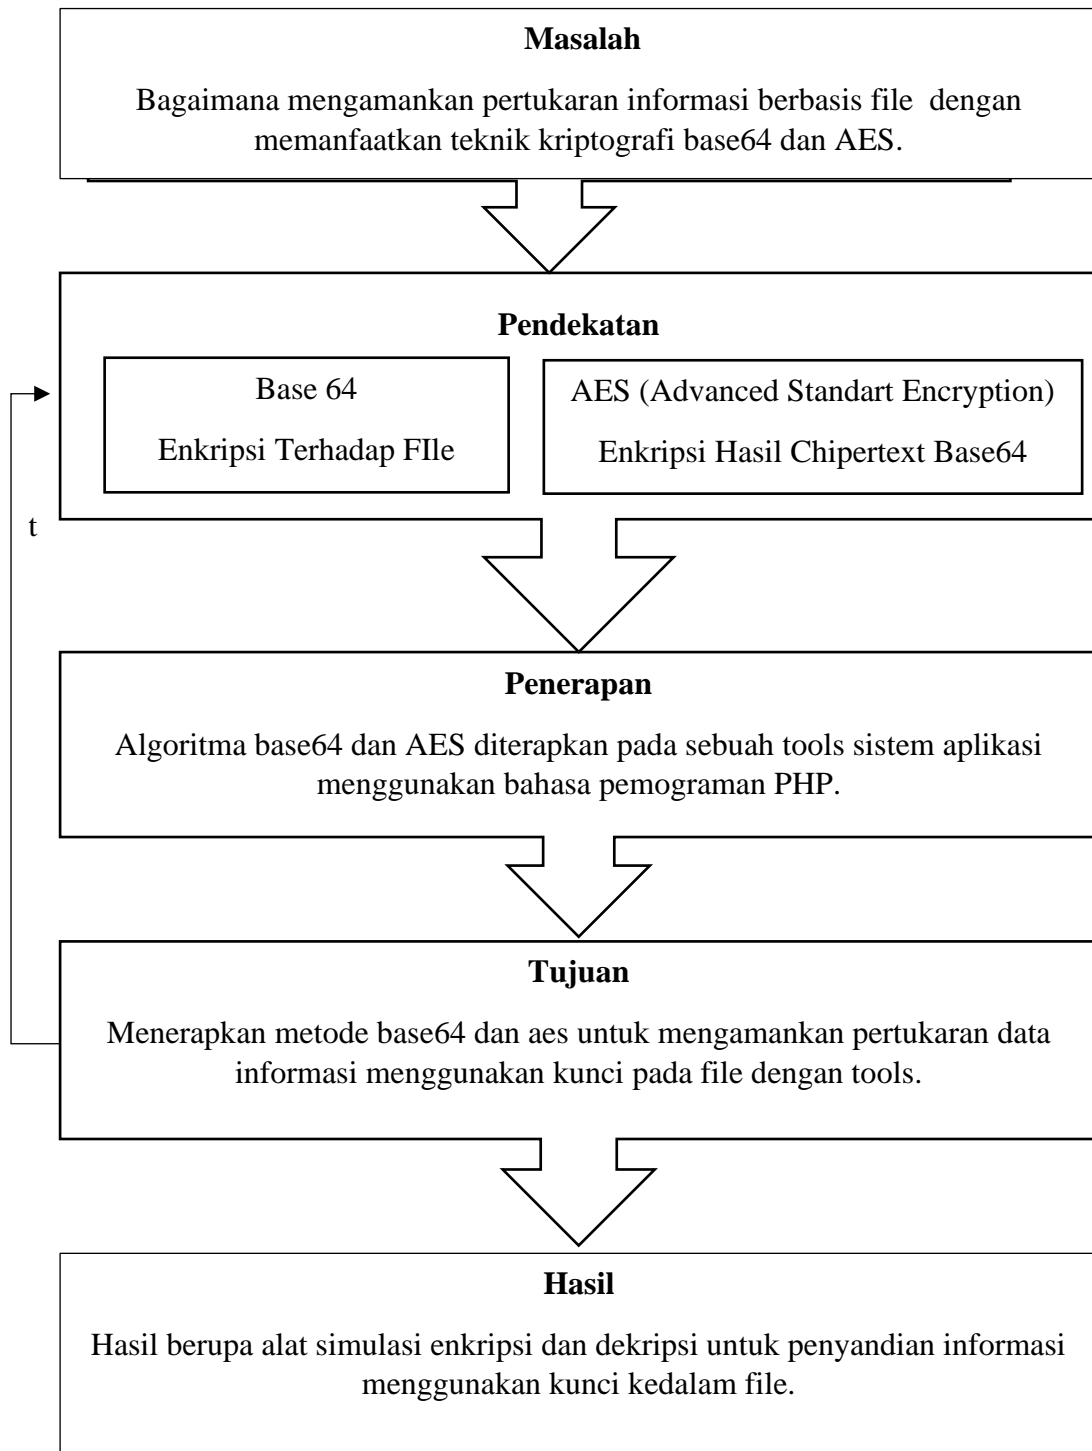 Masalah
Bagaimana mengamankan pertukaran informasi berbasis file dengan
memanfaatkan teknik kriptografi base64 dan AES.
Pendekatan
Base 64
Enkripsi Terhadap FIle
AES (Advanced Standart Encryption)
Enkripsi Hasil Chipertext Base64
t
Penerapan
Algoritma base64 dan AES diterapkan pada sebuah tools sistem aplikasi
menggunakan bahasa pemograman PHP.
Tujuan
Menerapkan metode base64 dan aes untuk mengamankan pertukaran data
informasi menggunakan kunci pada file dengan tools.
Hasil
Hasil berupa alat simulasi enkripsi dan dekripsi untuk penyandian informasi
menggunakan kunci kedalam file.